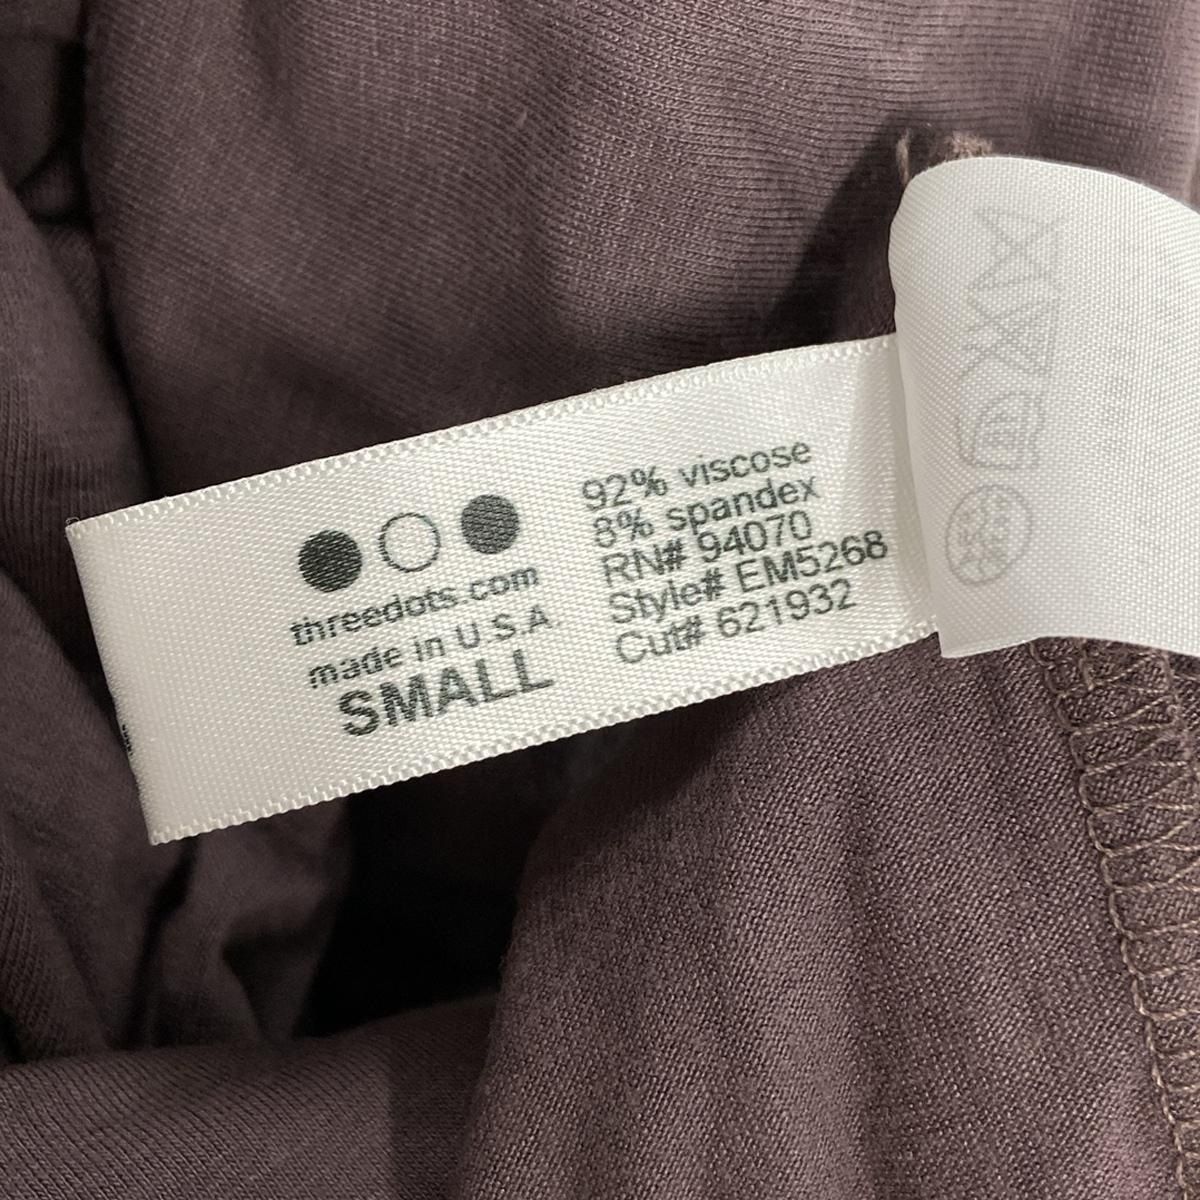 threedots.com
made in U.S.A
SMALL
92% viscose
8% spandex
RN# 94070
Style# EM5268
Cut# 621932